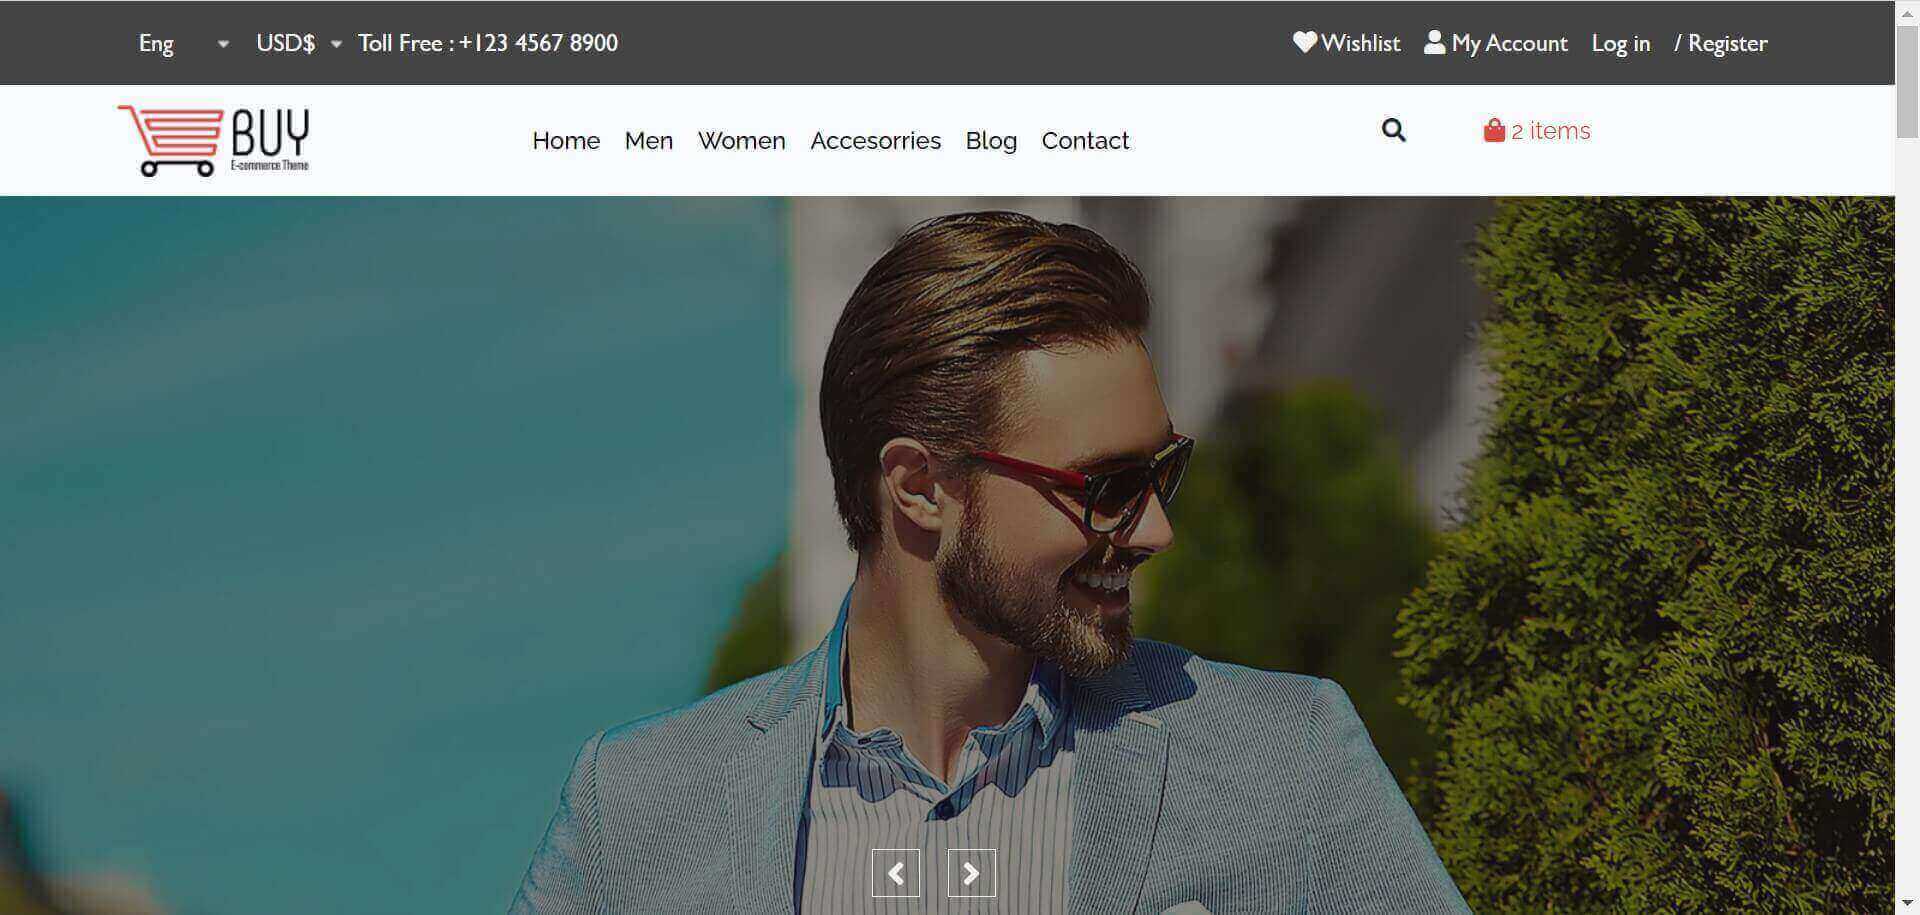 Eng USD$ Toll Free : +123 4567 8900 Wishlist My Account Log in / Register
BUY
E-commerce Theme
Home Men Women Accesorries Blog Contact
2 items